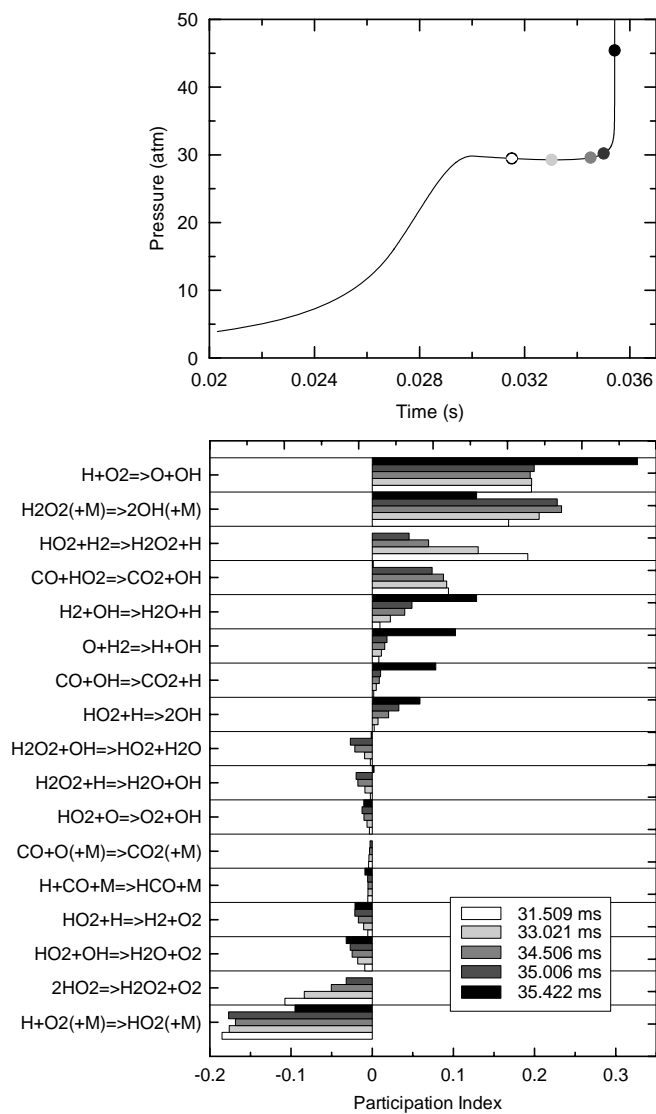 50
40
30
20
10
0
Pressure (atm)
0.02
0.024
0.028
0.032
0.036
Time (s)
H+O2=>O+OH
H2O2(+M)=>2OH(+M)
HO2+H2=>H2O2+H
CO+HO2=>CO2+OH
H2+OH=>H2O+H
O+H2=>H+OH
CO+OH=>CO2+H
HO2+H=>2OH
H2O2+OH=>HO2+H2O
H2O2+H=>H2O+OH
HO2+O=>O2+OH
CO+O(+M)=>CO2(+M)
H+CO+M=>HCO+M
HO2+H=>H2+O2
HO2+OH=>H2O+O2
2HO2=>H2O2+O2
H+O2(+M)=>HO2(+M)
31.509 ms
33.021 ms
34.506 ms
35.006 ms
35.422 ms
-0.2
-0.1
0
0.1
0.2
0.3
Participation Index